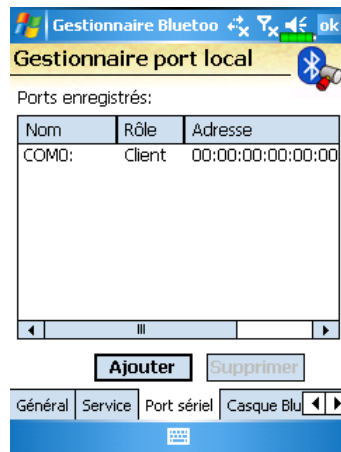 Gestionnaire Bluetoo ok
Gestionnaire port local
Ports enregistrés:
Nom Rôle Adresse
COM0: Client 00:00:00:00:00:00
Ajouter Supprimer
Général Service Port sériel Casque Blu